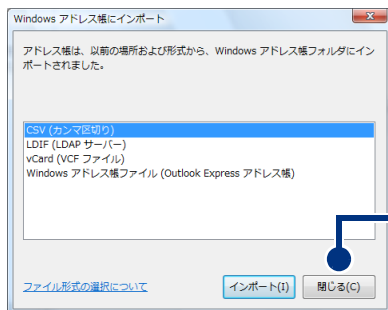 Windows アドレス帳にインポート
アドレス帳は、以前の場所および形式から、Windows アドレス帳フォルダにイン
ポートされました。
CSV (カンマ区切り)
LDIF (LDAP サーバー)
vCard (VCF ファイル)
Windows アドレス帳ファイル (Outlook Express アドレス帳)
ファイル形式の選択について
インポート(I)
閉じる(C)